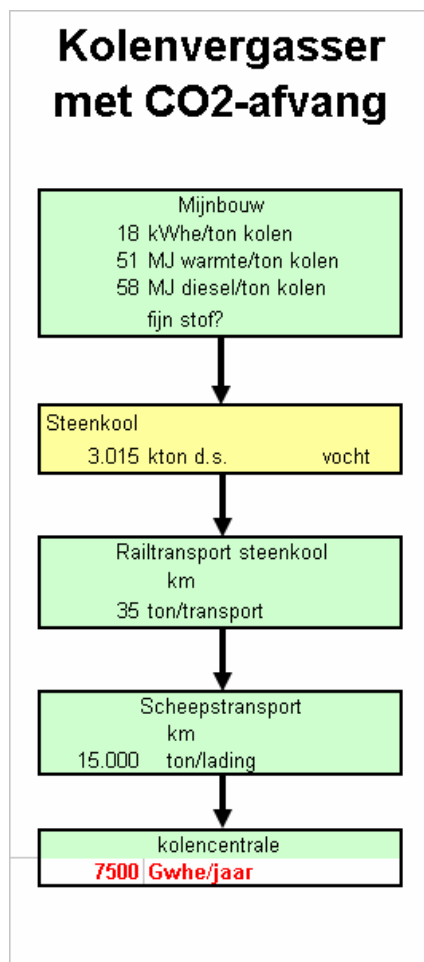 Kolenvergasser
met CO2-afvang
Mijnbouw
18 kWhe/ton kolen
51 MJ warmte/ton kolen
58 MJ diesel/ton kolen
fijn stof?
Steenkool
3.015 kton d.s. vocht
Railtransport steenkool
km
35 ton/transport
Scheepstransport
km
15.000 ton/lading
kolencentrale
7500 Gwhe/jaar